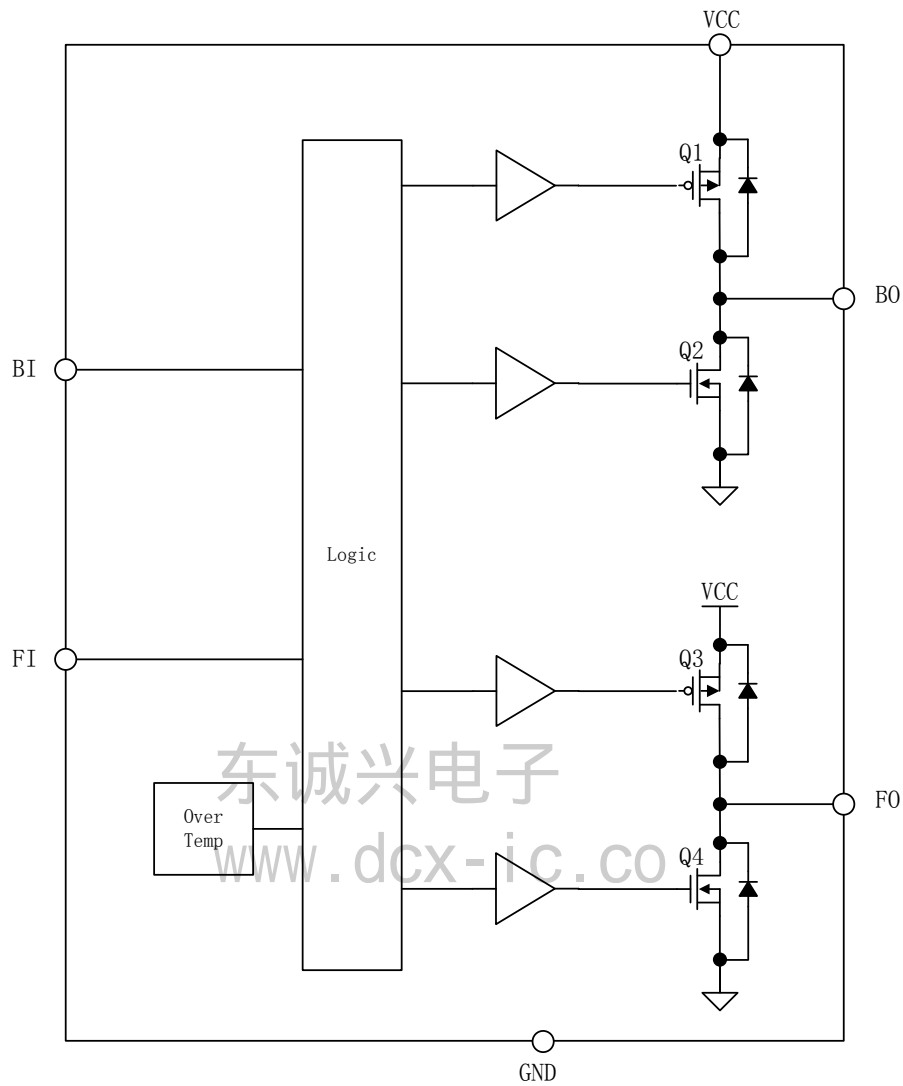 VCC
Q1
BO
Q2
BI
Logic
VCC
FI
Q3
东诚兴电子
FO
Over
Temp
www.dcx-ic.co
Q4
GND